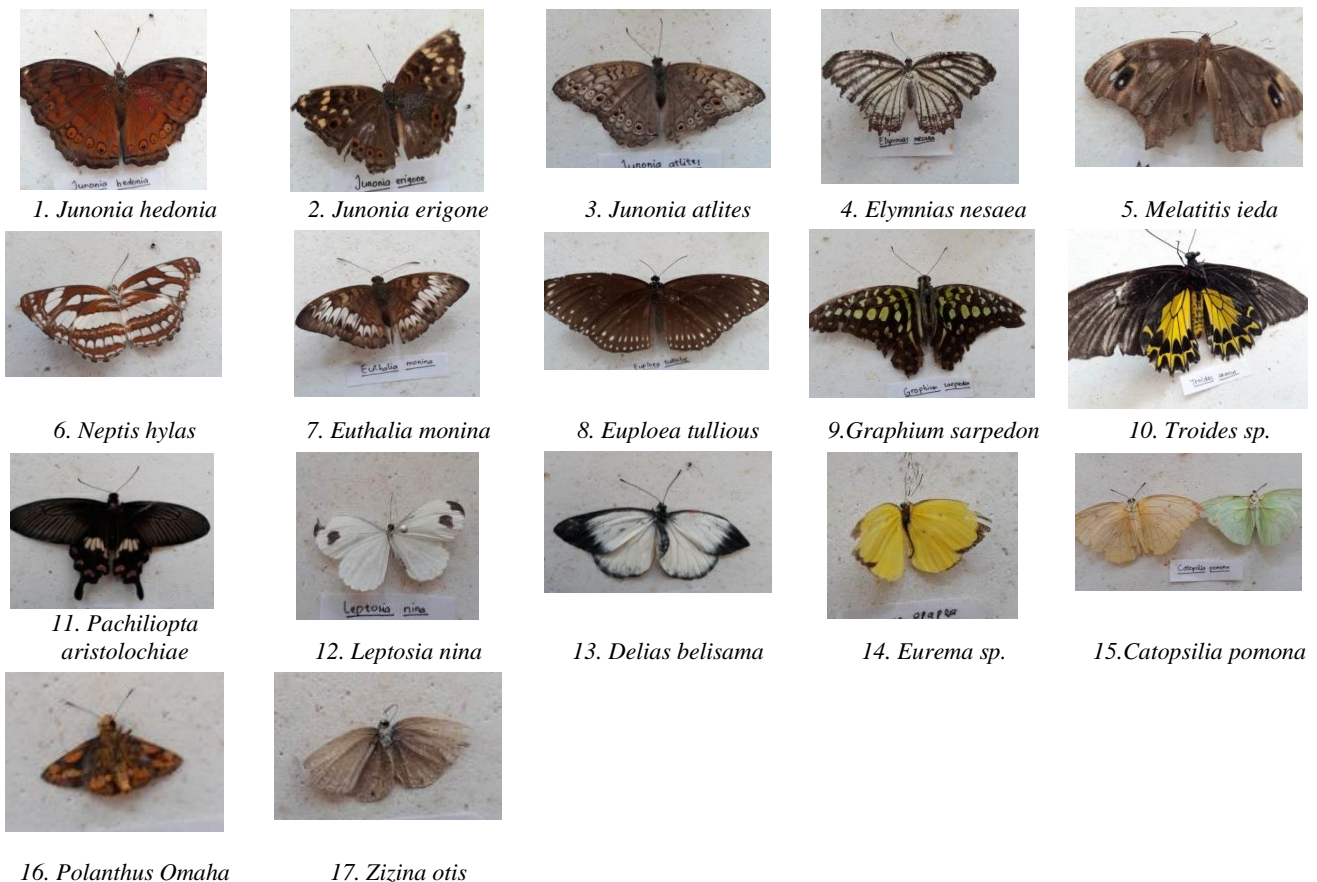 Junonia hedonia
Junonia erigone
Junonia atlites
Elymnias nesaea
1. Junonia hedonia
2. Junonia erigone
3. Junonia atlites
4. Elymnias nesaea
5. Melatitis ieda
Euthalia monina
Euploea
Graphium sarpedon
Troides
6. Neptis hylas
7. Euthalia monina
8. Euploea tullious
9.Graphium sarpedon
10. Troides sp.
Leptosia nina
Catopsilia pomona
11. Pachiliopta
aristolochiae
12. Leptosia nina
13. Delias belisama
14. Eurema sp.
15.Catopsilia pomona
16. Polanthus Omaha
17. Zizina otis